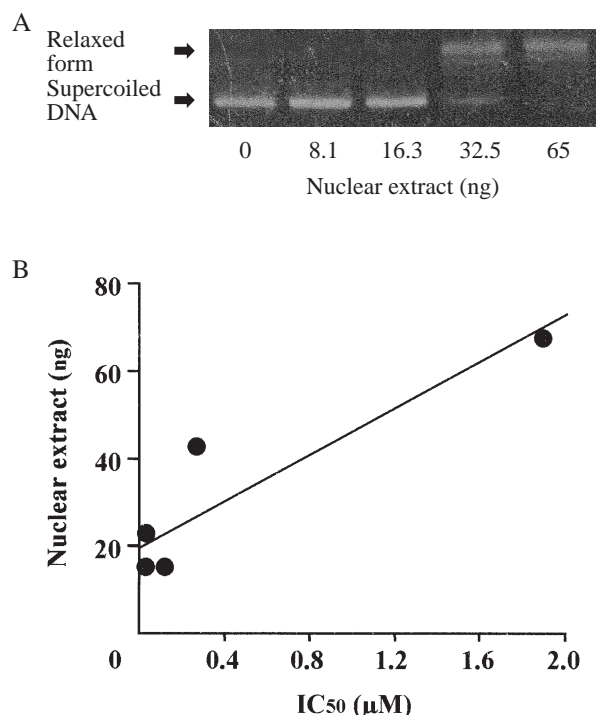 A
Relaxed
form
Supercoiled
DNA
0 8.1 16.3 32.5 65
Nuclear extract (ng)
B
Nuclear extract (ng)
80
60
40
20
0 0.4 0.8 1.2 1.6 2.0
IC50 (μM)